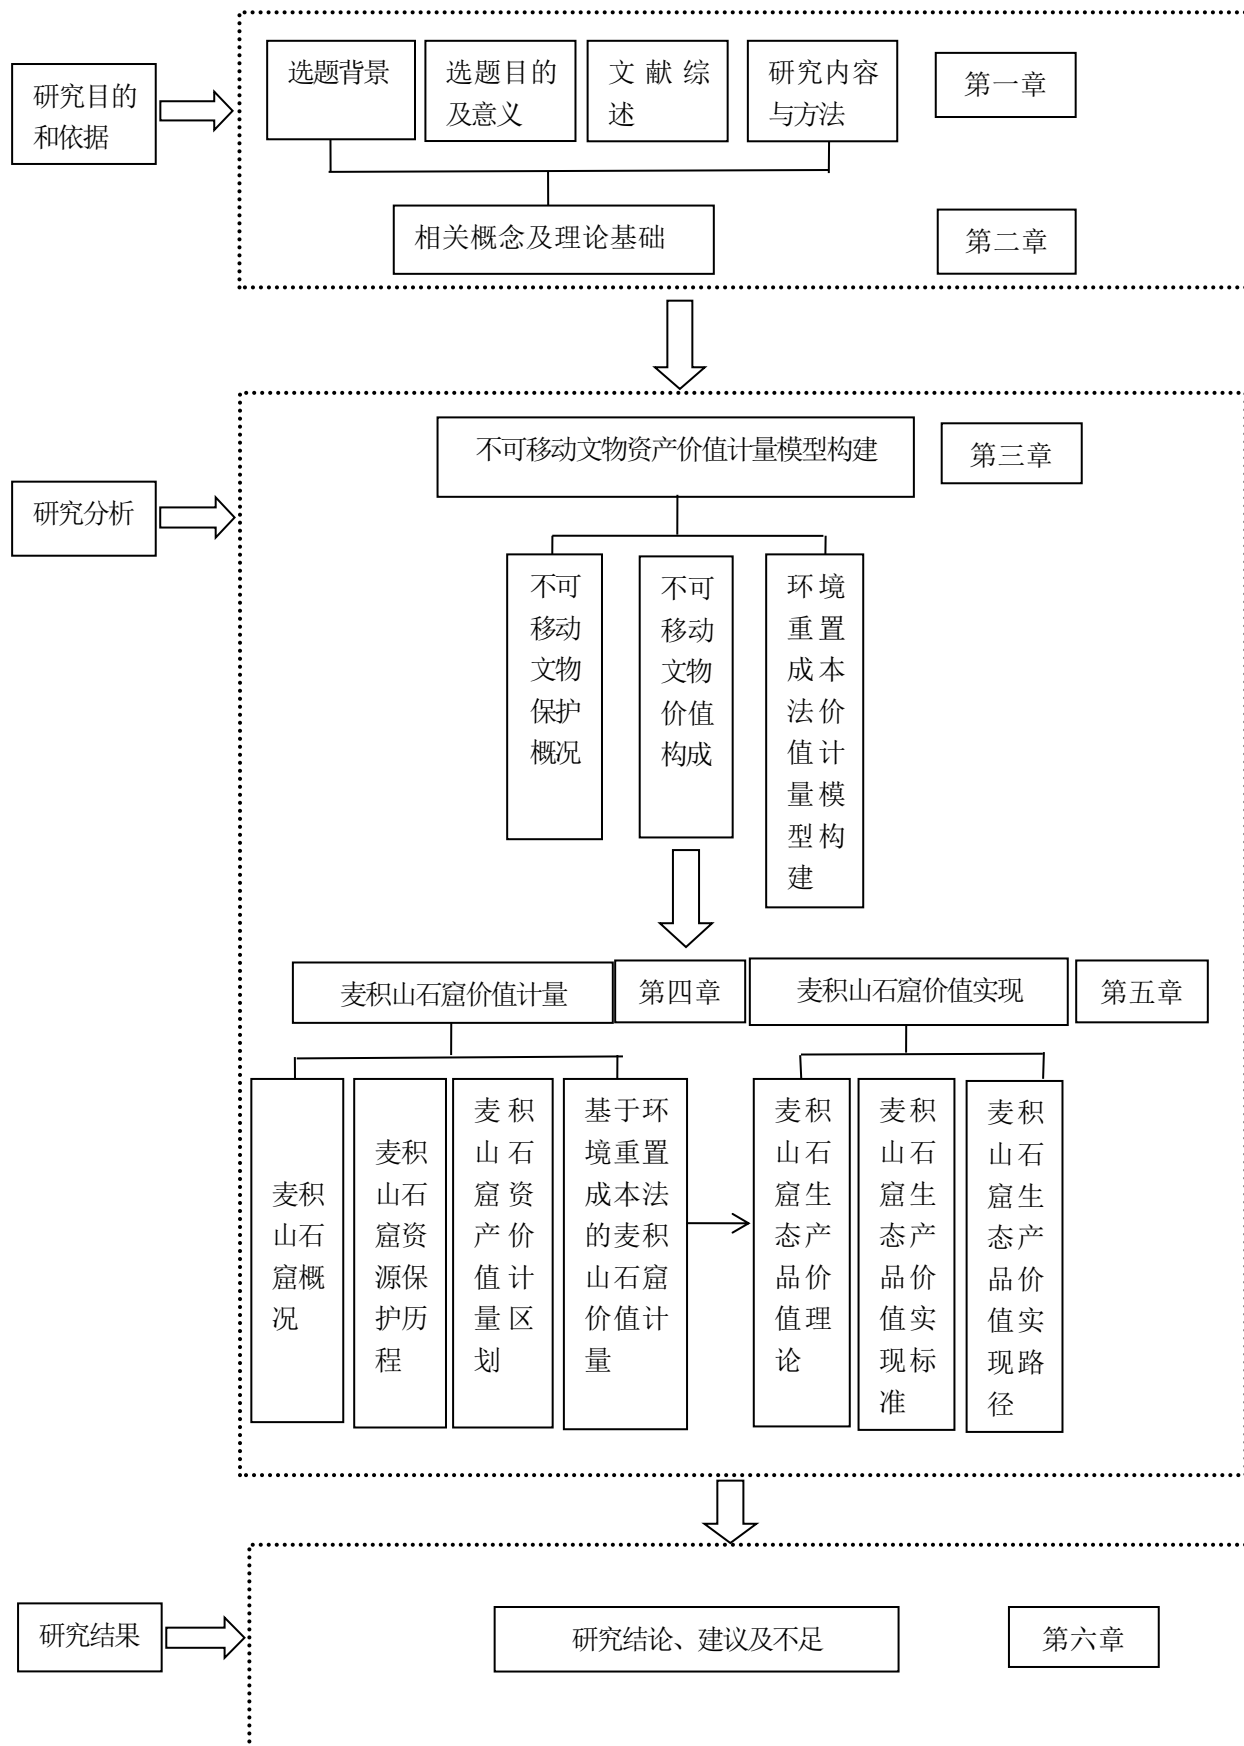 研究目的
和依据
选题背景
选题目的
及意义
文献综
述
研究内容
与方法
第一章
相关概念及理论基础
第二章
研究分析
不可移动文物资产价值计量模型构建
第三章
不可
移动
文物
保护
概况
不可
移动
文物
价值
构成
环境
重置
成本
法价
值计
量模
型构
建
麦积山石窟价值计量
第四章
麦积山石窟价值实现
第五章
麦积
山石
窟概
况
麦积
山石
窟资
源保
护历
程
麦积
山石
窟资
产价
值计
量区
划
基于环
境重置
成本法
的麦积
山石窟
价值计
量
麦积
山石
窟生
态产
品价
值理
论
麦积
山石
窟生
态产
品价
值实
现标
准
麦积
山石
窟生
态产
品价
值实
现路
径
研究结果
研究结论、建议及不足
第六章